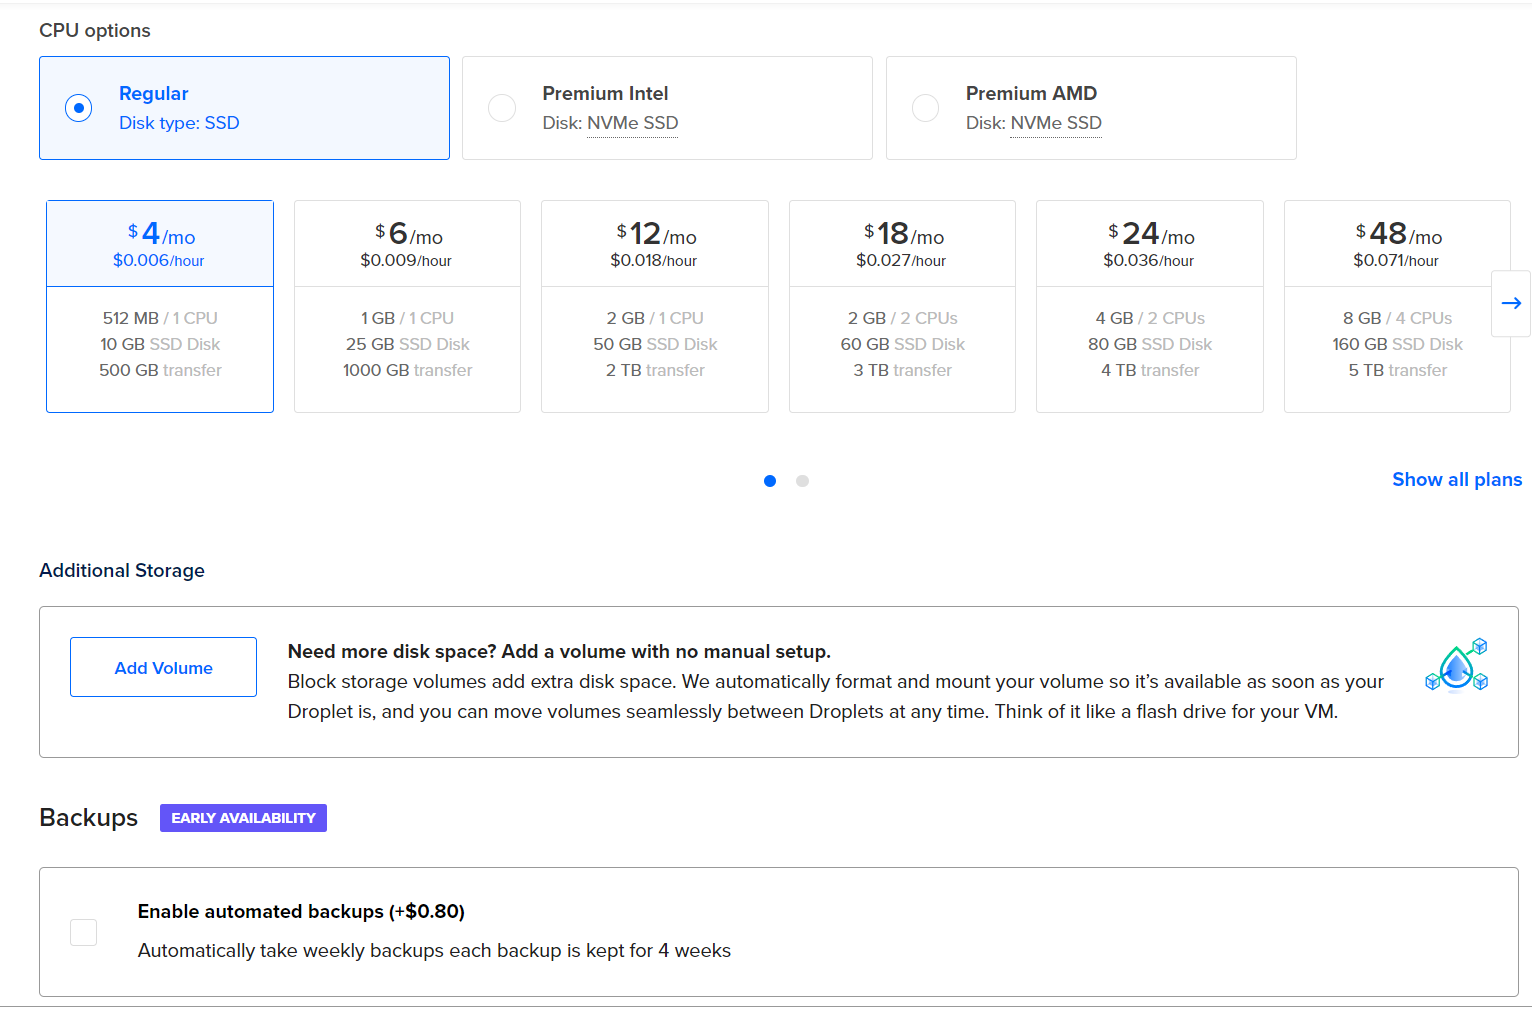 CPU options
Regular
Disk type: SSD
Premium Intel
Disk: NVMe SSD
Premium AMD
Disk: NVMe SSD
$4/mo
$0.006/hour
512 MB / 1 CPU
10 GB SSD Disk
500 GB transfer
$6/mo
$0.009/hour
1 GB / 1 CPU
25 GB SSD Disk
1000 GB transfer
$12/mo
$0.018/hour
2 GB / 1 CPU
50 GB SSD Disk
2 TB transfer
$18/mo
$0.027/hour
2 GB / 2 CPUs
60 GB SSD Disk
3 TB transfer
$24/mo
$0.036/hour
4 GB / 2 CPUs
80 GB SSD Disk
4 TB transfer
$48/mo
$0.071/hour
8 GB / 4 CPUs
160 GB SSD Disk
5 TB transfer
Show all plans
Additional Storage
Add Volume
Need more disk space? Add a volume with no manual setup.
Block storage volumes add extra disk space. We automatically format and mount your volume so it’s available as soon as your
Droplet is, and you can move volumes seamlessly between Droplets at any time. Think of it like a flash drive for your VM.
Backups
EARLY AVAILABILITY
Enable automated backups (+$0.80)
Automatically take weekly backups each backup is kept for 4 weeks